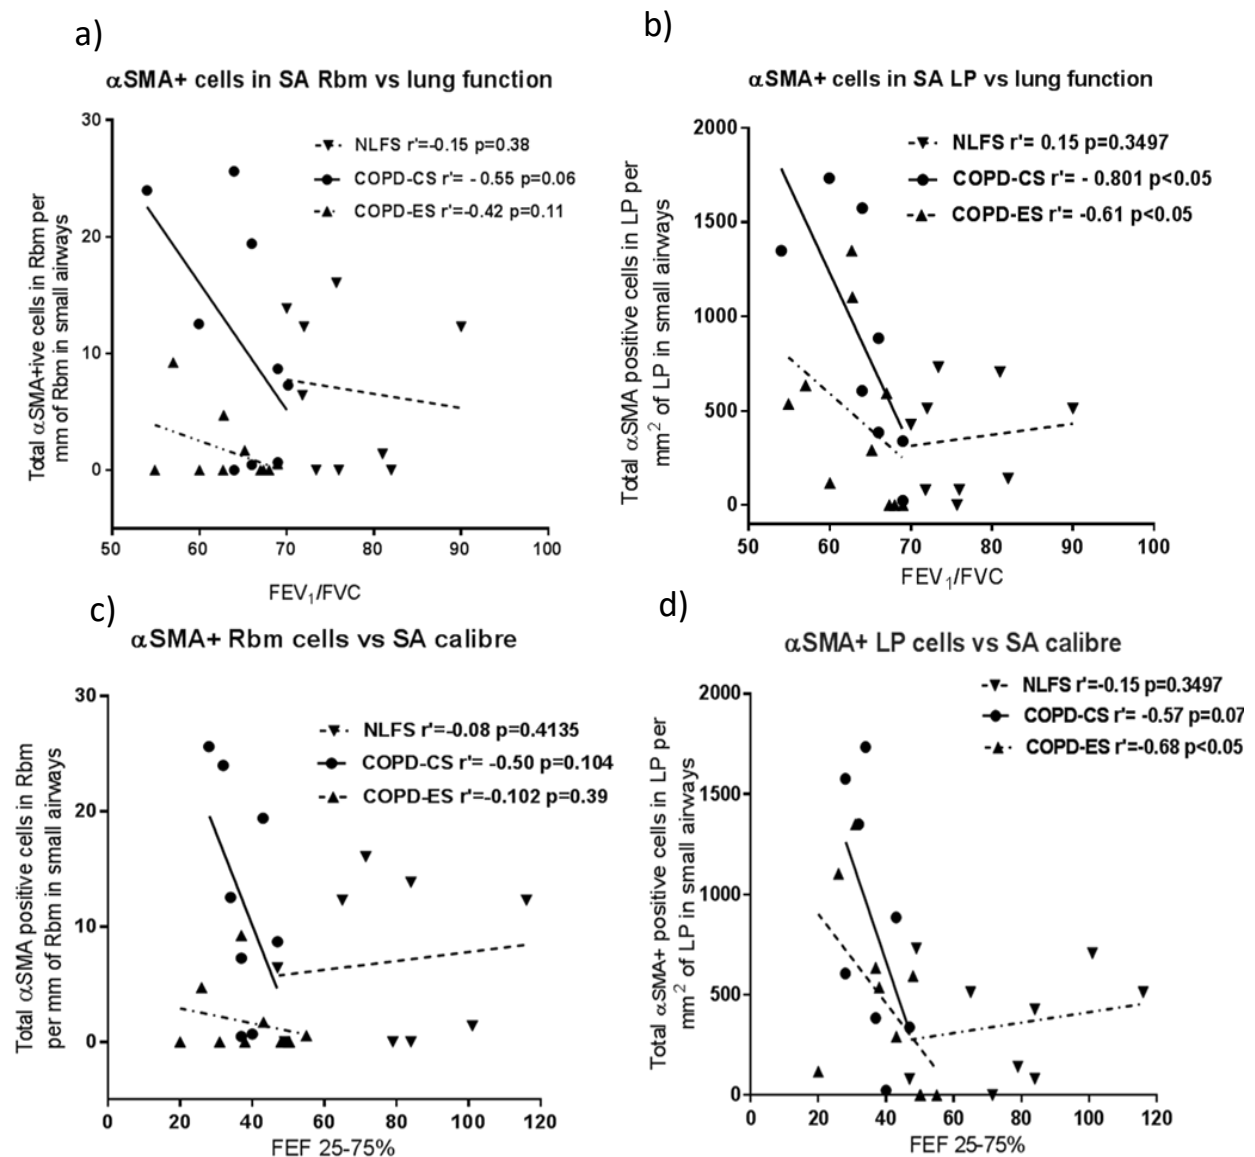 a)
αSMA+ cells in SA Rbm vs lung function
Total αSMA+ive cells in Rbm per
mm of Rbm in small airways
30
20
10
0
NLFS r'=-0.15 p=0.38
COPD-CS r'= - 0.55 p=0.06
COPD-ES r'=-0.42 p=0.11
50 60 70 80 90 100
FEV1/FVC
b)
αSMA+ cells in SA LP vs lung function
Total αSMA positive cells in LP per
mm² of LP in small airways
2000
1500
1000
500
0
NLFS r'= 0.15 p=0.3497
COPD-CS r'= - 0.801 p<0.05
COPD-ES r'= -0.61 p<0.05
50 60 70 80 90 100
FEV1/FVC
c)
αSMA+ Rbm cells vs SA calibre
Total αSMA positive cells in Rbm
per mm of Rbm in small airways
30
20
10
0
NLFS r'=-0.08 p=0.4135
COPD-CS r'= -0.50 p=0.104
COPD-ES r'=-0.102 p=0.39
0 20 40 60 80 100 120
FEF 25-75%
d)
αSMA+ LP cells vs SA calibre
Total αSMA+ positive cells in LP per
mm² of LP in small airways
2000
1500
1000
500
0
NLFS r'=-0.15 p=0.3497
COPD-CS r'= -0.57 p=0.07
COPD-ES r'=-0.68 p<0.05
0 20 40 60 80 100 120
FEF 25-75%